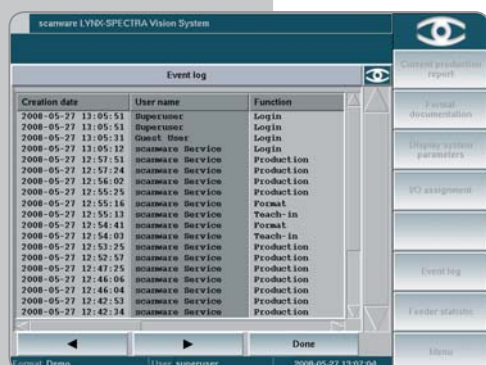 scanware LYNX-SPECTRA Vision System
Event log
Creation date User name Function
2008-05-27 13:05:51 Superuser Login
2008-05-27 13:05:51 Superuser Login
2008-05-27 13:05:31 Guest User Login
2008-05-27 13:05:12 scanware Service Login
2008-05-27 12:57:51 scanware Service Production
2008-05-27 12:57:24 scanware Service Production
2008-05-27 12:56:02 scanware Service Production
2008-05-27 12:55:25 scanware Service Production
2008-05-27 12:55:16 scanware Service Format
2008-05-27 12:55:13 scanware Service Teach-in
2008-05-27 12:54:41 scanware Service Format
2008-05-27 12:54:03 scanware Service Teach-in
2008-05-27 12:53:25 scanware Service Production
2008-05-27 12:52:57 scanware Service Production
2008-05-27 12:47:25 scanware Service Production
2008-05-27 12:46:06 scanware Service Production
2008-05-27 12:46:04 scanware Service Production
2008-05-27 12:42:53 scanware Service Production
2008-05-27 12:42:34 scanware Service Production
Done
Format Demo User superuser 2008-05-27 13:07:04
Current production
report
Format
documentation
Display system
parameters
I/O assignment
Event log
Feeder statistic
Menu